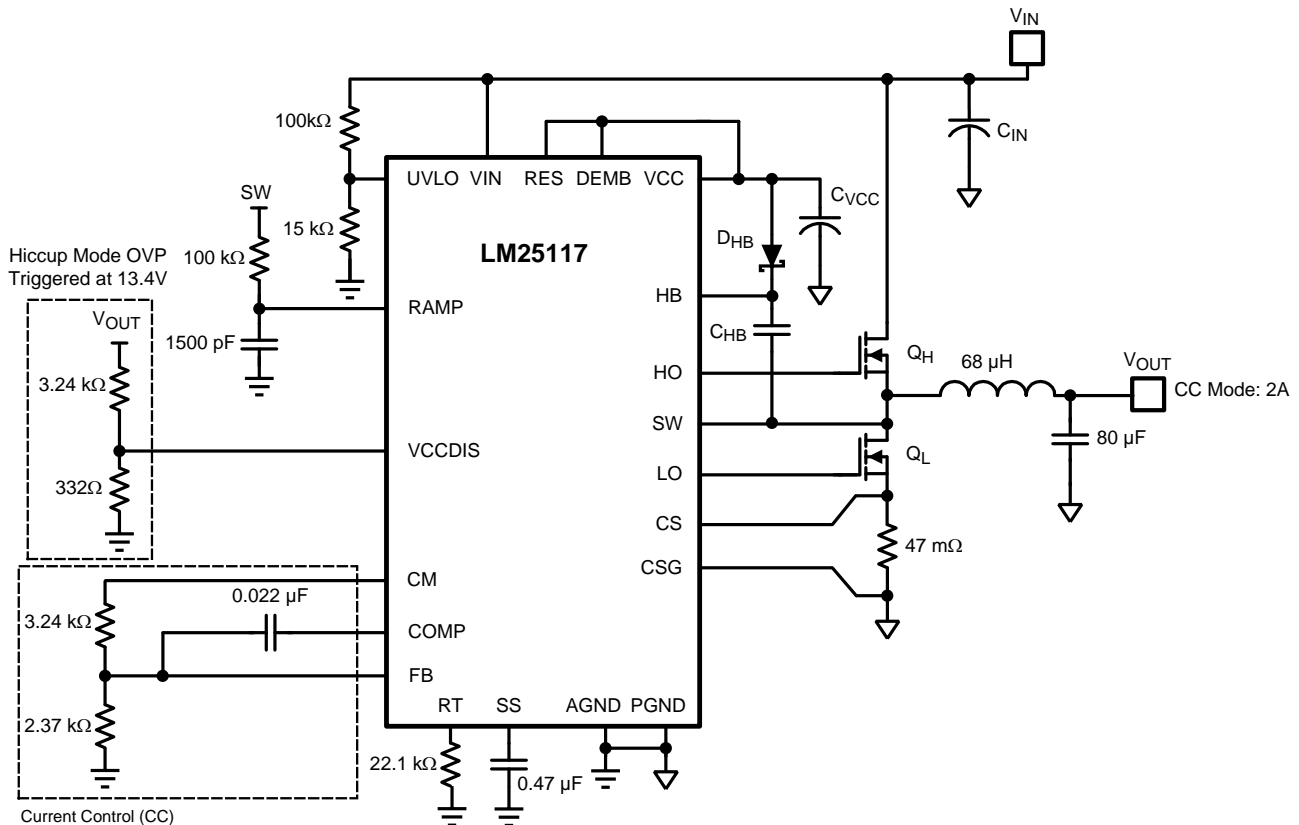 VIN
CIN
100kΩ
UVLO VIN RES DEMB VCC
SW
CVCC
15 kΩ
DHB
LM25117
Hiccup Mode OVP
Triggered at 13.4V
100 kΩ
HB
RAMP
VOUT
CHB
1500 pF
QH
68 µH
VOUT
3.24 kΩ
HO
CC Mode: 2A
SW
80 µF
VCCDIS
QL
LO
332Ω
CS
47 mΩ
CSG
CM
0.022 µF
3.24 kΩ
COMP
FB
2.37 kΩ
RT SS AGND PGND
22.1 kΩ
0.47 µF
Current Control (CC)